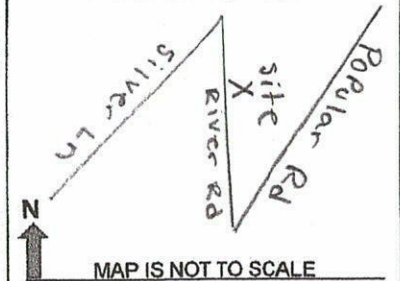 Silver Ln
River Rd
X
Site
Popular Rd
N
MAP IS NOT TO SCALE